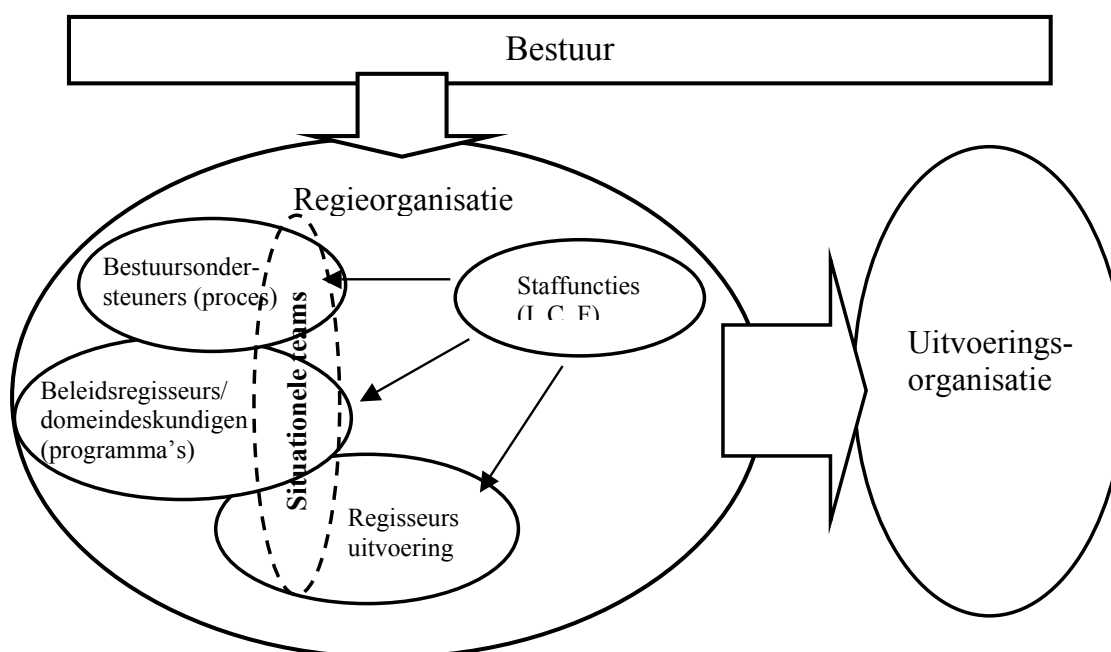 Bestuur
Regieorganisatie
Bestuursonder-
steuners (proces)
Staffuncties
Situationele teams
Beleidsregisseurs/
domeindeskundigen
(programma's)
Regisseurs
uitvoering
Uitvoerings-
organisatie